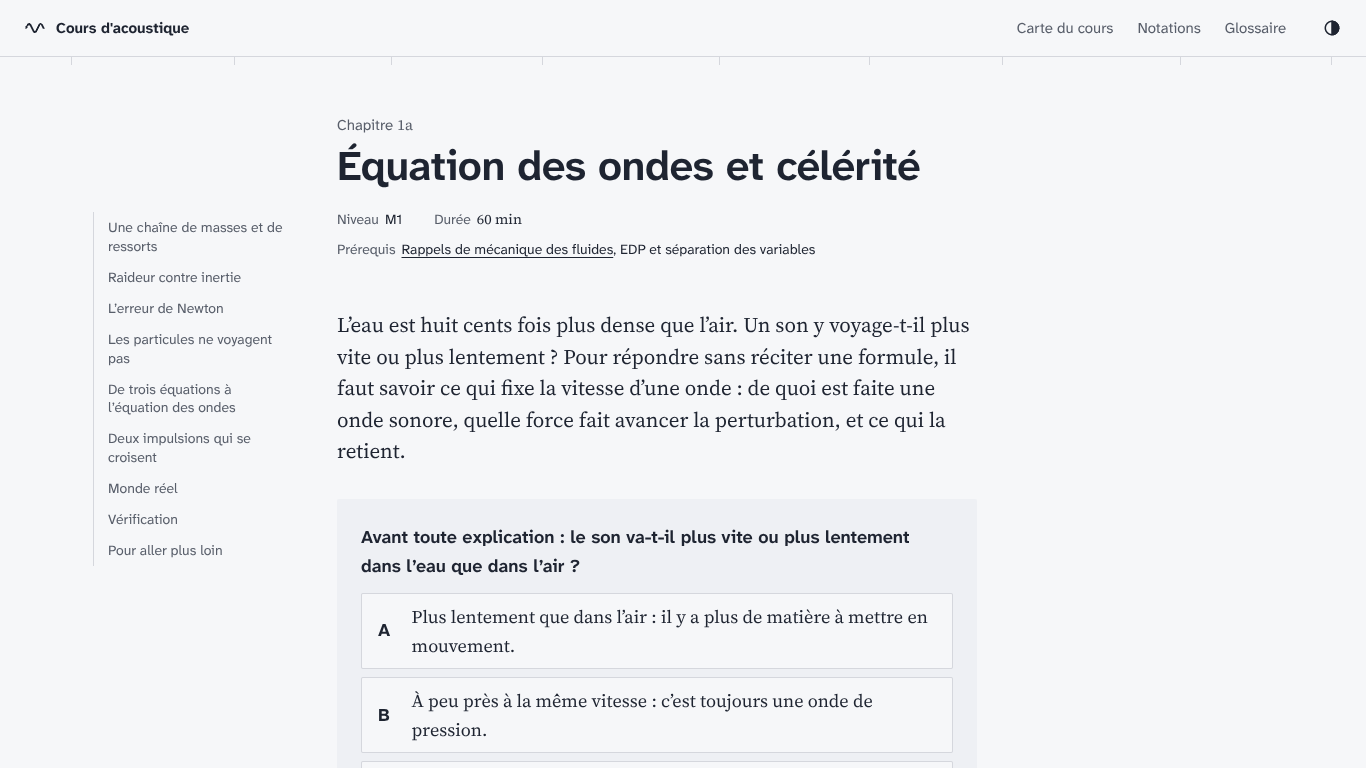 Cours d'acoustique
Carte du cours
Notations
Glossaire
Chapitre 1a
Équation des ondes et célérité
Niveau M1 Durée 60 min
Prérequis Rappels de mécanique des fluides, EDP et séparation des variables
Une chaîne de masses et de
ressorts
Raideur contre inertie
L'erreur de Newton
Les particules ne voyagent
pas
De trois équations à
l'équation des ondes
Deux impulsions qui se
croisent
Monde réel
Vérification
Pour aller plus loin
L’eau est huit cents fois plus dense que l’air. Un son y voyage-t-il plus
vite ou plus lentement ? Pour répondre sans réciter une formule, il
faut savoir ce qui fixe la vitesse d’une onde : de quoi est faite une
onde sonore, quelle force fait avancer la perturbation, et ce qui la
retient.
Avant toute explication : le son va-t-il plus vite ou plus lentement
dans l’eau que dans l’air ?
A
Plus lentement que dans l’air : il y a plus de matière à mettre en
mouvement.
B
À peu près à la même vitesse : c’est toujours une onde de
pression.